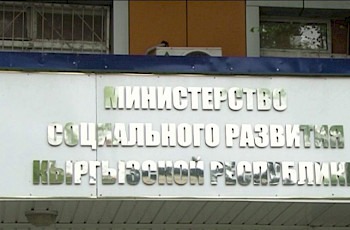 МИНИСТЕРСТВО
СОЦИАЛЬНОГО РАЗВИТИЯ
КЫРГЫЗСКОЙ РЕСПУБЛИКИ